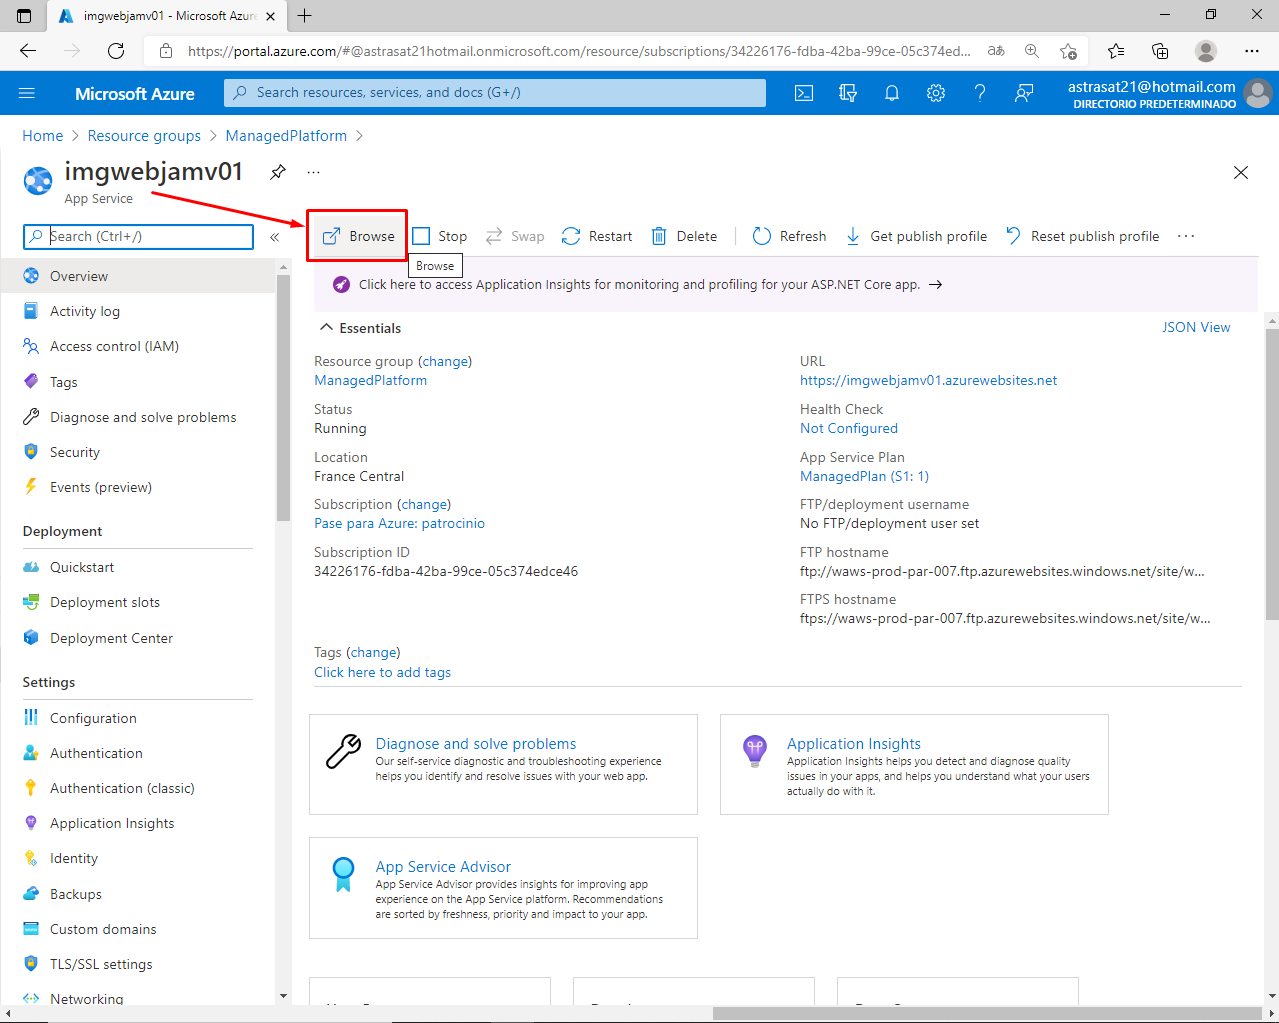 imgwebjamv01 - Microsoft Azure
https://portal.azure.com/#@astrasat21hotmail.onmicrosoft.com/resource/subscriptions/34226176-fdba-42ba-99ce-05c374ed...
Microsoft Azure
Search resources, services, and docs (G+/)
astrasat21@hotmail.com
DIRECTORIO PREDETERMINADO
Home > Resource groups > ManagedPlatform >
imgwebjamv01
...
App Service
Search (Ctrl+/)
«
Browse
Stop
Swap
Restart
Delete
Refresh
Get publish profile
Reset publish profile
...
Browse
Click here to access Application Insights for monitoring and profiling for your ASP.NET Core app. →
Overview
Activity log
Access control (IAM)
Tags
Diagnose and solve problems
Security
Events (preview)
Deployment
Quickstart
Deployment slots
Deployment Center
Settings
Configuration
Authentication
Authentication (classic)
Application Insights
Identity
Backups
Custom domains
TLS/SSL settings
Networking
Essentials
JSON View
Resource group (change)
ManagedPlatform
Status
Running
Location
France Central
Subscription (change)
Pase para Azure: patrocinio
Subscription ID
34226176-fdba-42ba-99ce-05c374edce46
URL
https://imgwebjamv01.azurewebsites.net
Health Check
Not Configured
App Service Plan
ManagedPlan (S1: 1)
FTP/deployment username
No FTP/deployment user set
FTP hostname
ftp://waws-prod-par-007.ftp.azurewebsites.windows.net/site/w...
FTPS hostname
ftps://waws-prod-par-007.ftp.azurewebsites.windows.net/site/w...
Tags (change)
Click here to add tags
Diagnose and solve problems
Our self-service diagnostic and troubleshooting experience
helps you identify and resolve issues with your web app.
Application Insights
Application Insights helps you detect and diagnose quality
issues in your apps, and helps you understand what your users
actually do with it.
App Service Advisor
App Service Advisor provides insights for improving app
experience on the App Service platform. Recommendations
are sorted by freshness, priority and impact to your app.